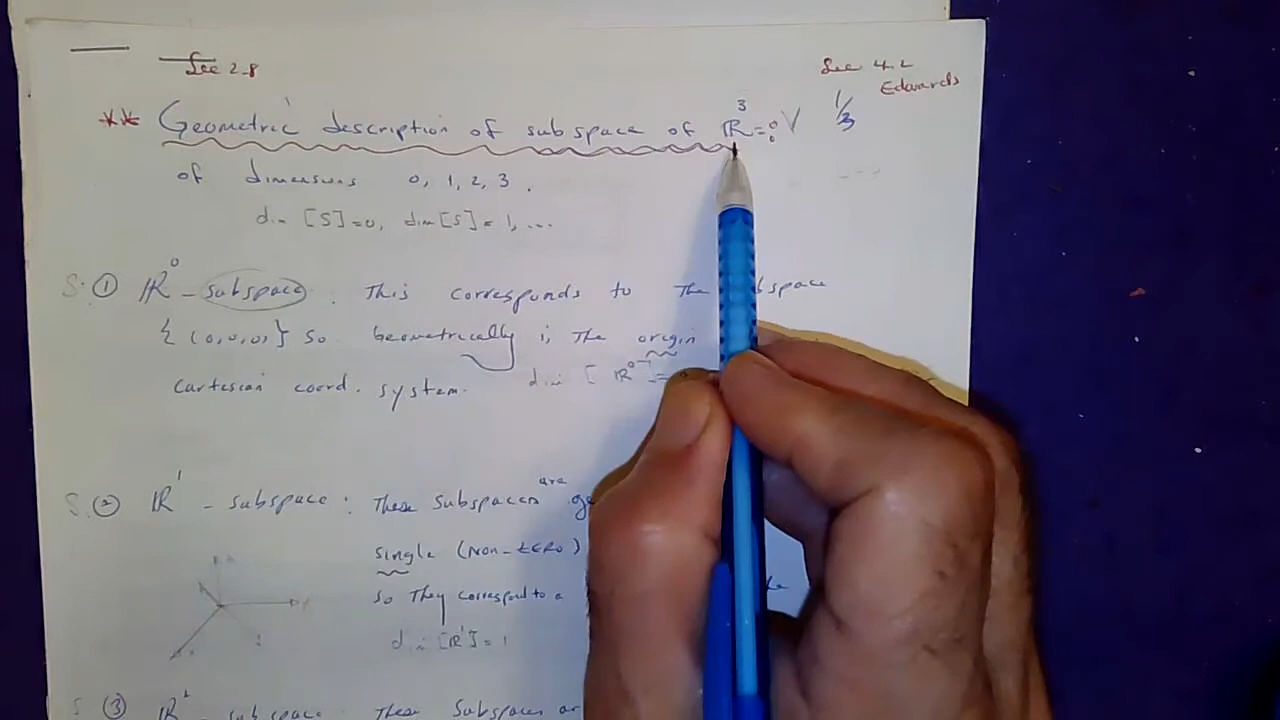 Sec 2.8
Sec 4.2
Edwards
** Geometric description of subspace of ℝ³ =: V 1/3
of dimensions 0, 1, 2, 3.
dim [S]=0, dim[S]=1, ...
S. ① ℝ⁰ - subspace : This corresponds to The
{(0,0,0)} so Geometrically is The origin
Cartesian coord. system. dim [ℝ⁰]=
S. ② ℝ¹ - subspace : These subspaces are
single (NON-ZERO)
so They correspond to a
dim [ℝ¹] = 1
S ③ ℝ² - subspace : These Subspaces are